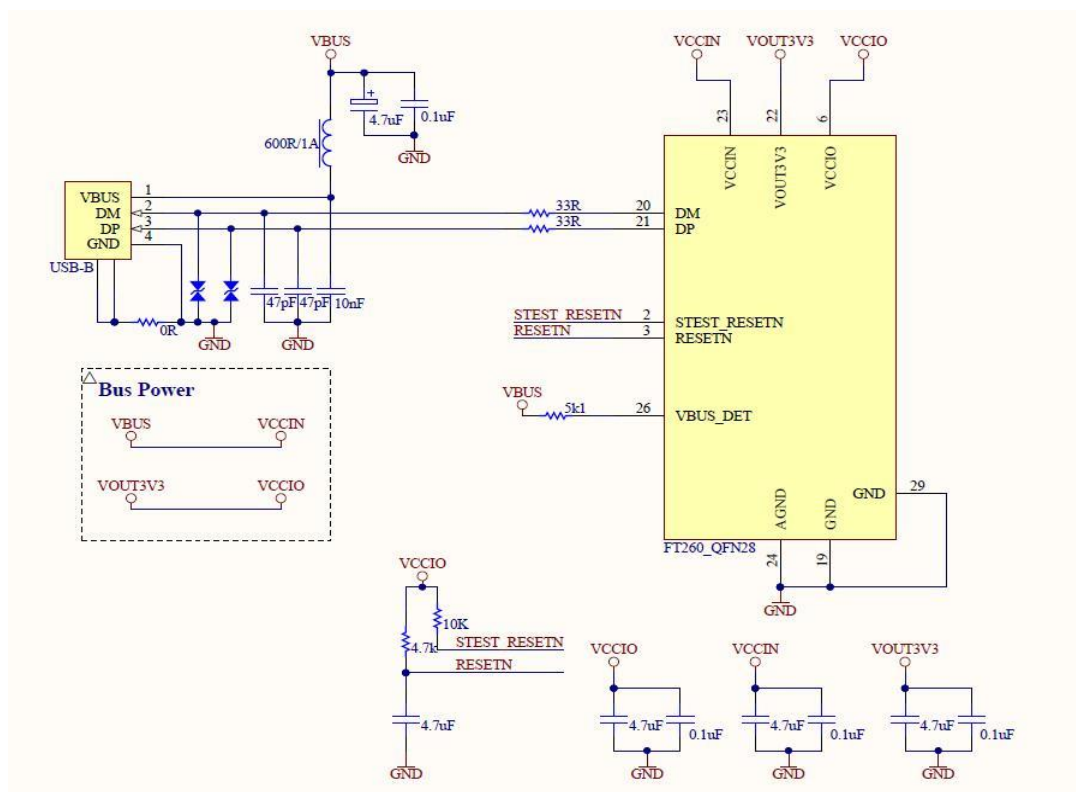 VBUS
VCCIN VOUT3V3 VCCIO
4.7uF 0.1uF
+
600R/1A
GND
23 22 6
VCCIN VOUT3V3 VCCIO
VBUS 1
DM 2
DP 3
GND 4
USB-B
33R 20 DM
33R 21 DP
47pF 47pF 10nF
0R
GND GND
STEST_RESETN 2 STEST_RESETN
RESETN 3 RESETN
Bus Power
VBUS VCCIN
VOUT3V3 VCCIO
VBUS
5k1 26 VBUS_DET
GND 29
AGND GND
FT260_QFN28
24 19
GND
VCCIO
10K
4.7k
STEST_RESETN
RESETN
4.7uF
GND
VCCIO VCCIN VOUT3V3
4.7uF 0.1uF 4.7uF 0.1uF 4.7uF 0.1uF
GND GND GND